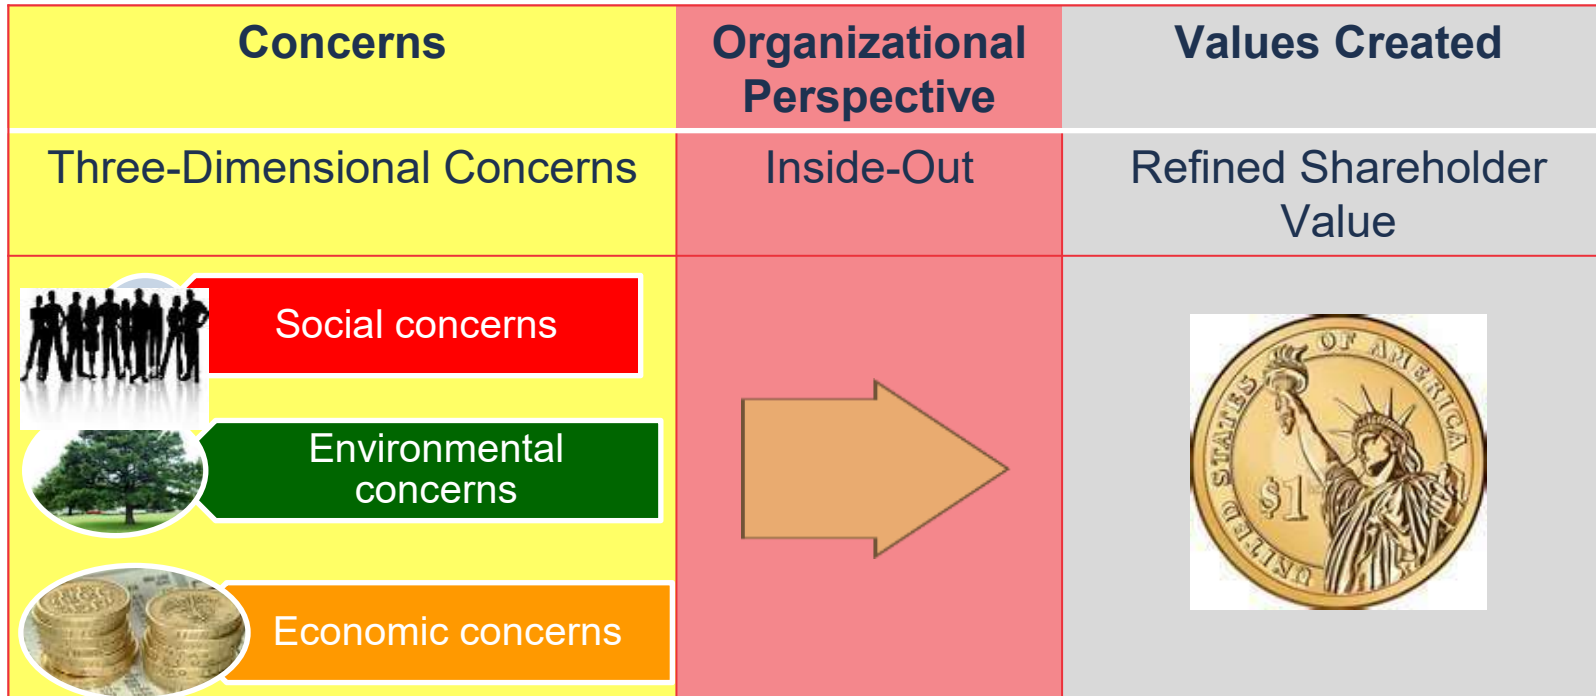 Concerns
Organizational
Perspective
Values Created
Three-Dimensional Concerns
Inside-Out
Refined Shareholder
Value
Social concerns
Environmental
concerns
Economic concerns
UNITED STATES OF AMERICA
$1